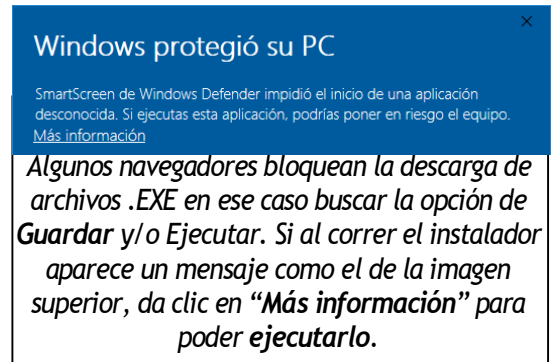 Windows protegió su PC
SmartScreen de Windows Defender impidió el inicio de una aplicación
desconocida. Si ejecutas esta aplicación, podrías poner en riesgo el equipo.
Más información
Algunos navegadores bloquean la descarga de
archivos .EXE en ese caso buscar la opción de
Guardar y/o Ejecutar. Si al correr el instalador
aparece un mensaje como el de la imagen
superior, da clic en “Más información” para
poder ejecutarlo.